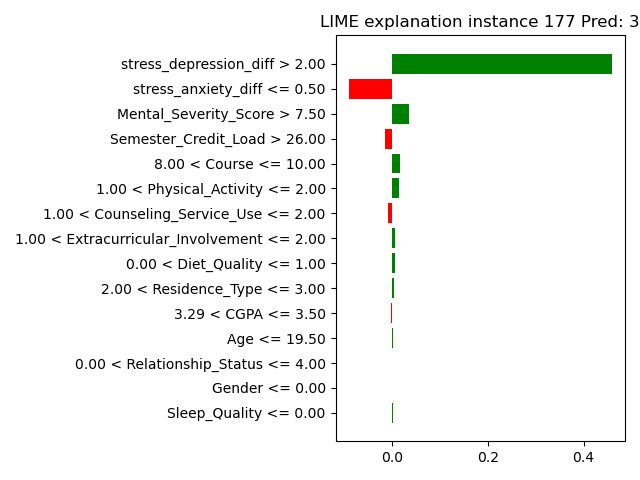 LIME explanation instance 177 Pred: 3
stress_depression_diff > 2.00
stress_anxiety_diff <= 0.50
Mental_Severity_Score > 7.50
Semester_Credit_Load > 26.00
8.00 < Course <= 10.00
1.00 < Physical_Activity <= 2.00
1.00 < Counseling_Service_Use <= 2.00
1.00 < Extracurricular_Involvement <= 2.00
0.00 < Diet_Quality <= 1.00
2.00 < Residence_Type <= 3.00
3.29 < CGPA <= 3.50
Age <= 19.50
0.00 < Relationship_Status <= 4.00
Gender <= 0.00
Sleep_Quality <= 0.00
0.0 0.2 0.4